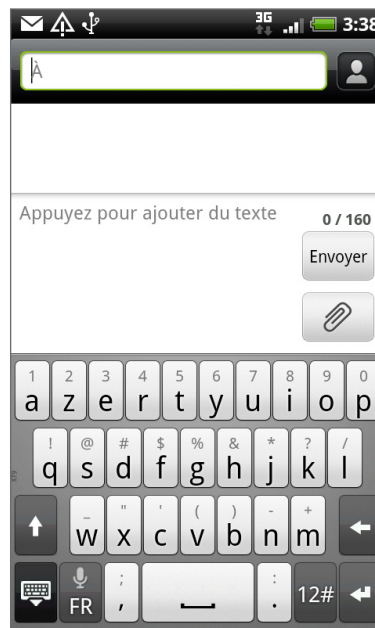 3G 3:38
À
Appuyez pour ajouter du texte 0 / 160
Envoyer
1 2 3 4 5 6 7 8 9 0
a z e r t y u i o p
! @ # $ % & * ? /
q s d f g h j k l
_ " ' ( ) - +
w x c v b n m
; :
FR , . 12#